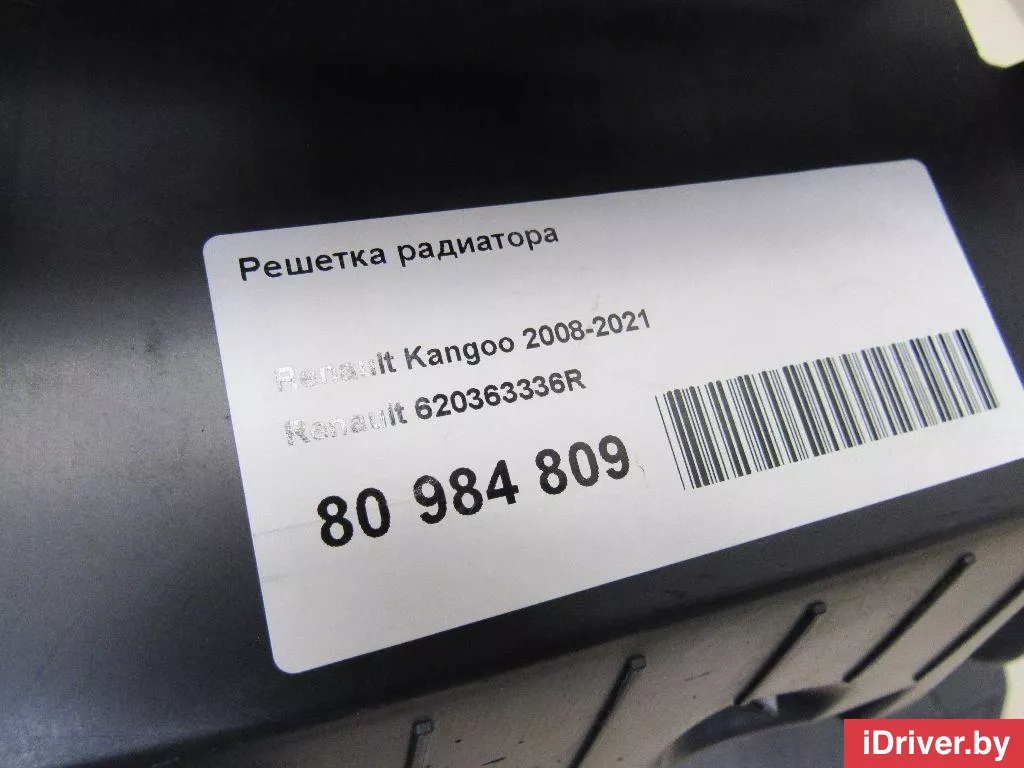 Решетка радиатора
Renault Kangoo 2008-2021
Renault 620363336R
80 984 809
iDriver.by